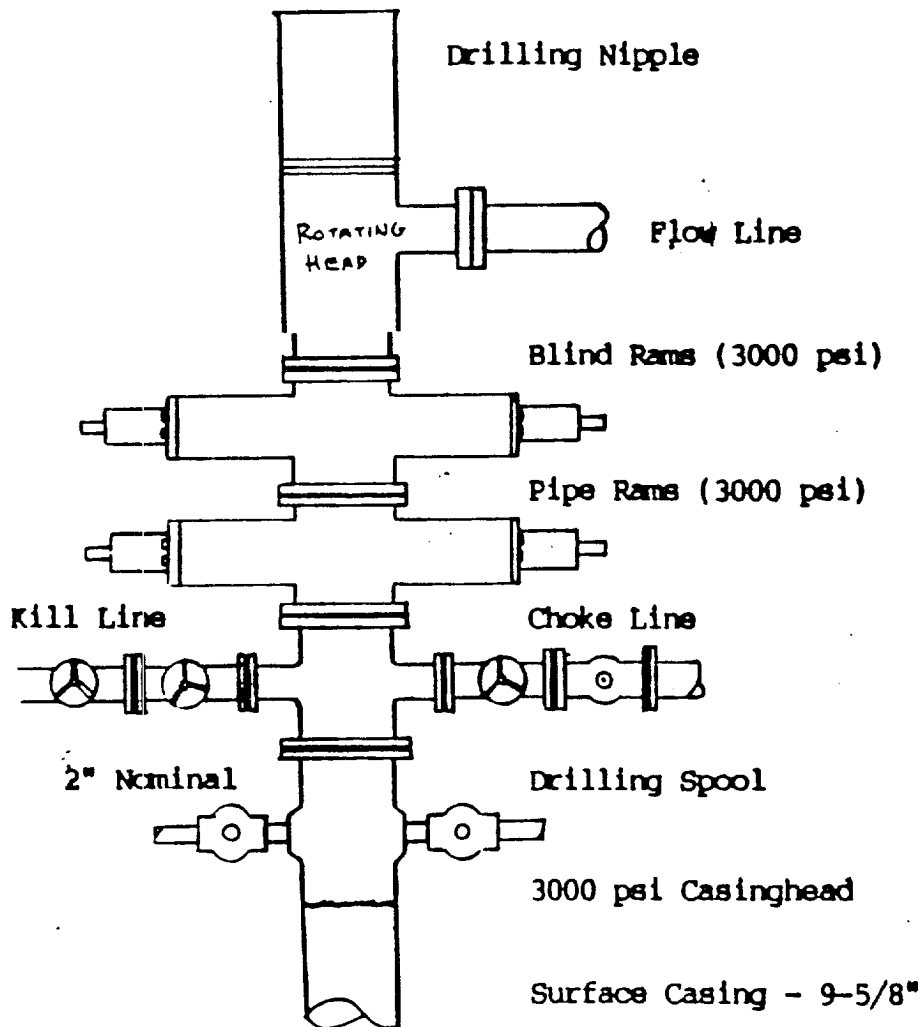 Drilling Nipple
ROTATING
HEAD
Flow Line
Blind Rams (3000 psi)
Pipe Rams (3000 psi)
Kill Line
Choke Line
2" Nominal
Drilling Spool
3000 psi Casinghead
Surface Casing - 9-5/8"